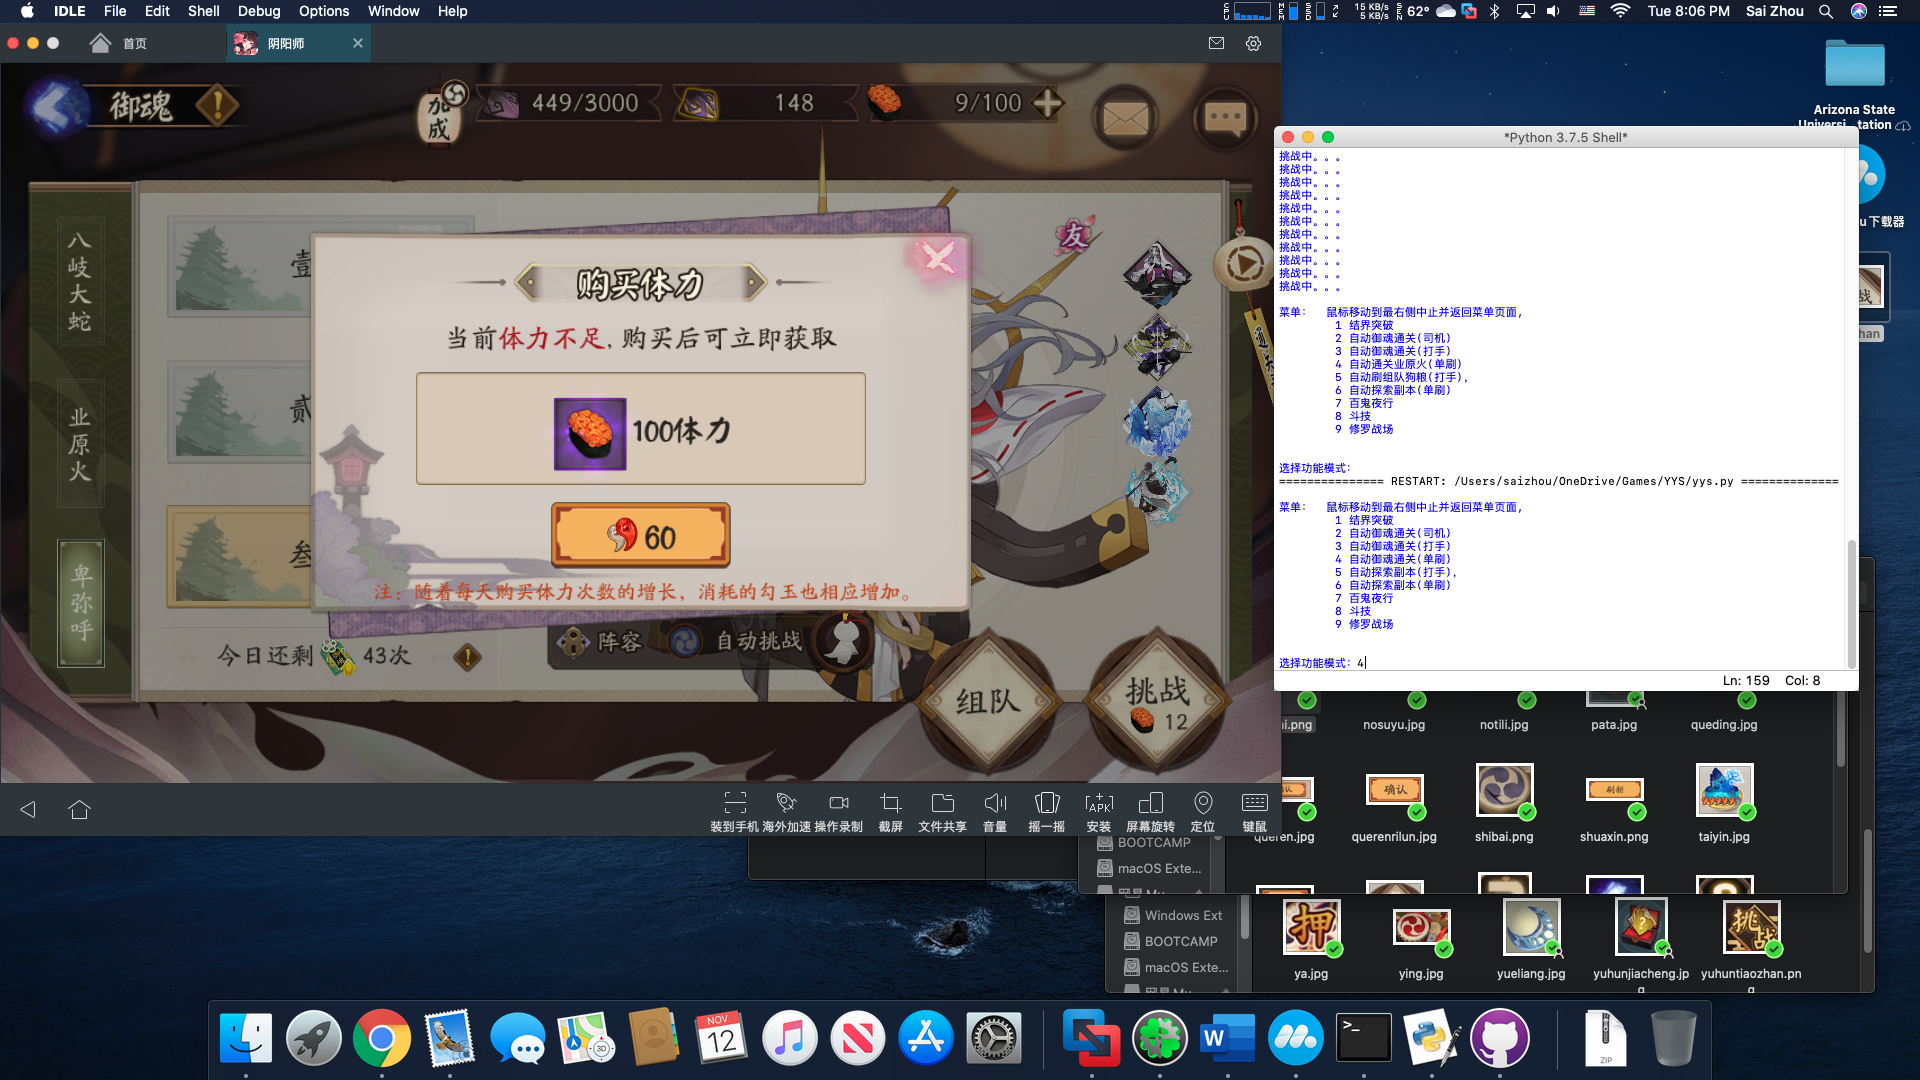 IDLE File Edit Shell Debug Options Window Help
15 KB/s
5 KB/s
62°
Tue 8:06 PM Sai Zhou
首页
阴阳师
御魂
加成
449/3000
148
9/100
Arizona State
Universi...tation
u下载器
han
八岐大蛇
业原火
卑弥呼
壹
贰
叁
友
购买体力
当前体力不足,购买后可立即获取
100体力
60
注：随着每天购买体力次数的增长，消耗的勾玉也相应增加。
今日还剩 43次
阵容
自动挑战
组队
挑战
12
装到手机 海外加速 操作录制 截屏 文件共享 音量 摇一摇 安装 屏幕旋转 定位 键鼠
APK
*Python 3.7.5 Shell*
挑战中。。。
挑战中。。。
挑战中。。。
挑战中。。。
挑战中。。。
挑战中。。。
挑战中。。。
挑战中。。。
挑战中。。。
挑战中。。。
挑战中。。。
菜单： 鼠标移动到最右侧中止并返回菜单页面,
1 结界突破
2 自动御魂通关(司机)
3 自动御魂通关(打手)
4 自动通关业原火(单刷)
5 自动刷组队狗粮(打手),
6 自动探索副本(单刷)
7 百鬼夜行
8 斗技
9 修罗战场
选择功能模式：
=============== RESTART: /Users/saizhou/OneDrive/Games/YYS/yys.py ==============
菜单： 鼠标移动到最右侧中止并返回菜单页面,
1 结界突破
2 自动御魂通关(司机)
3 自动御魂通关(打手)
4 自动御魂通关(单刷)
5 自动探索副本(打手),
6 自动探索副本(单刷)
7 百鬼夜行
8 斗技
9 修罗战场
选择功能模式：4
Ln: 159 Col: 8
i.png
nosuyu.jpg
notili.jpg
pata.jpg
queding.jpg
确认
刷新
queren.jpg
querenrilun.jpg
shibai.png
shuaxin.png
taiyin.jpg
BOOTCAMP
macOS Exte...
Windows Ext
BOOTCAMP
macOS Exte...
押
挑战
ya.jpg
ying.jpg
yueliang.jpg
yuhunjiacheng.jp
g
yuhuntiaozhan.pn
g
NOV
12
3D
W
ZIP